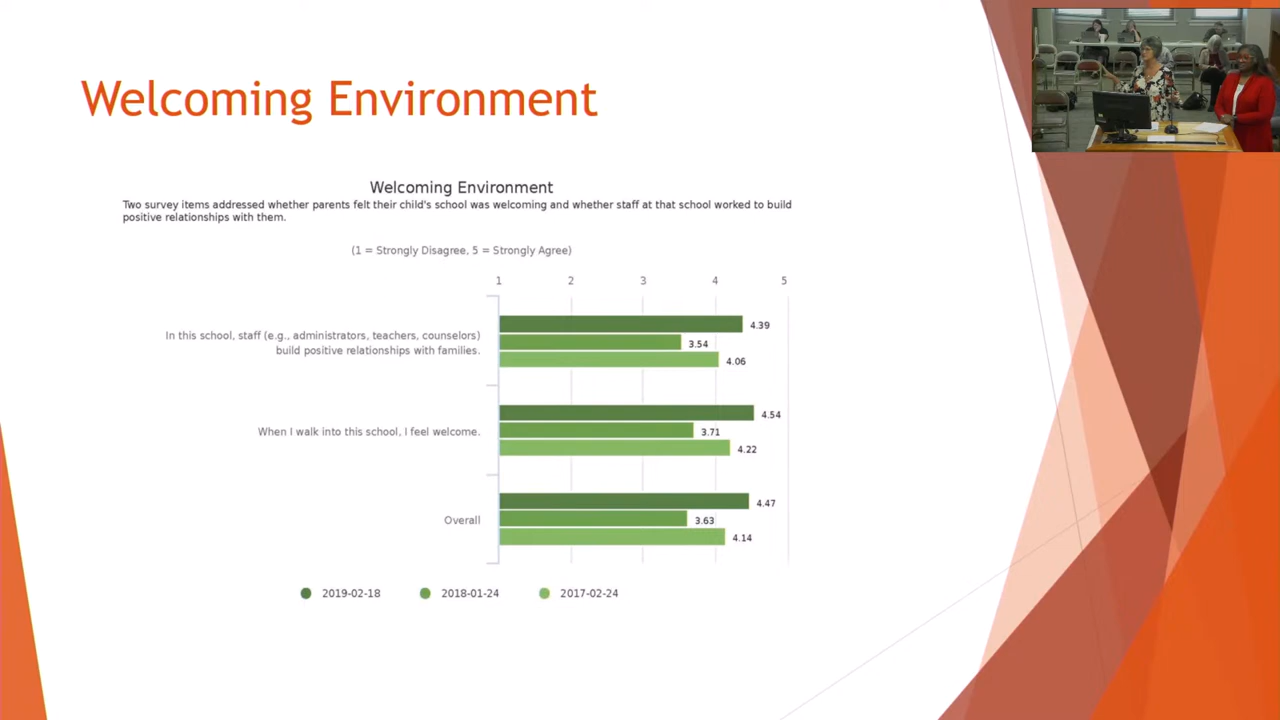 Welcoming Environment
Welcoming Environment
Two survey items addressed whether parents felt their child's school was welcoming and whether staff at that school worked to build
positive relationships with them.
(1 = Strongly Disagree, 5 = Strongly Agree)
1 2 3 4 5
In this school, staff (e.g., administrators, teachers, counselors)
build positive relationships with families.
4.39
3.54
4.06
When I walk into this school, I feel welcome.
4.54
3.71
4.22
Overall
4.47
3.63
4.14
2019-02-18 2018-01-24 2017-02-24